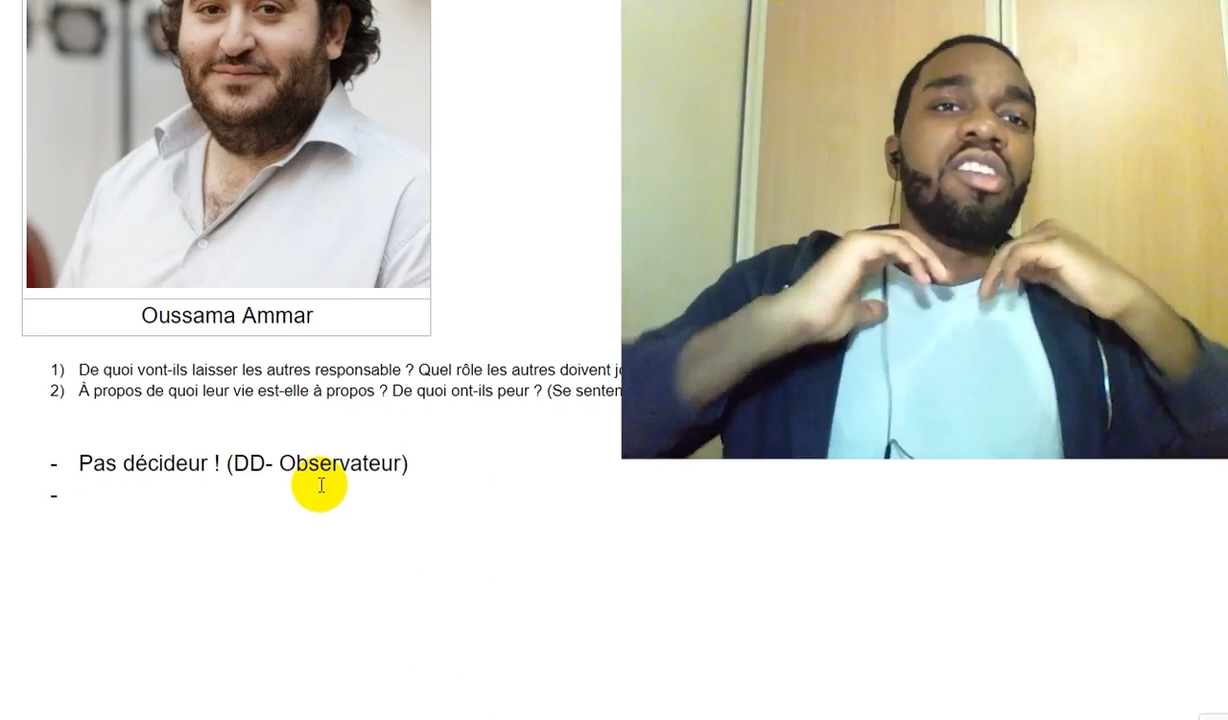 Oussama Ammar
1) De quoi vont-ils laisser les autres responsable ? Quel rôle les autres doivent
2) À propos de quoi leur vie est-elle à propos ? De quoi ont-ils peur ? (Se
- Pas décideur ! (DD- Observateur)
-